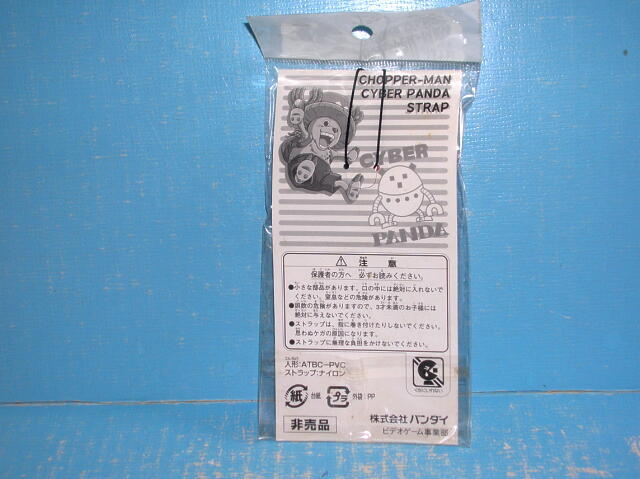 CHOPPER-MAN
CYBER PANDA
STRAP
CYBER
PANDA
⚠ 注 意
保護者の方へ 必ずお読みください。
●小さな部品があります。口の中には絶対に入れないで
ください。窒息などの危険があります。
●誤飲の危険がありますので、3才未満のお子様には
絶対に与えないでください。
●ストラップは、指に巻き付けたりしないでください。
思わぬケガの原因になります。
●ストラップに無理な負担をかけないでください。
人形:ATBC-PVC
ストラップ:ナイロン
紙 台紙 プラ 外袋:PP
非売品
株式会社 バンダイ
ビデオゲーム事業部